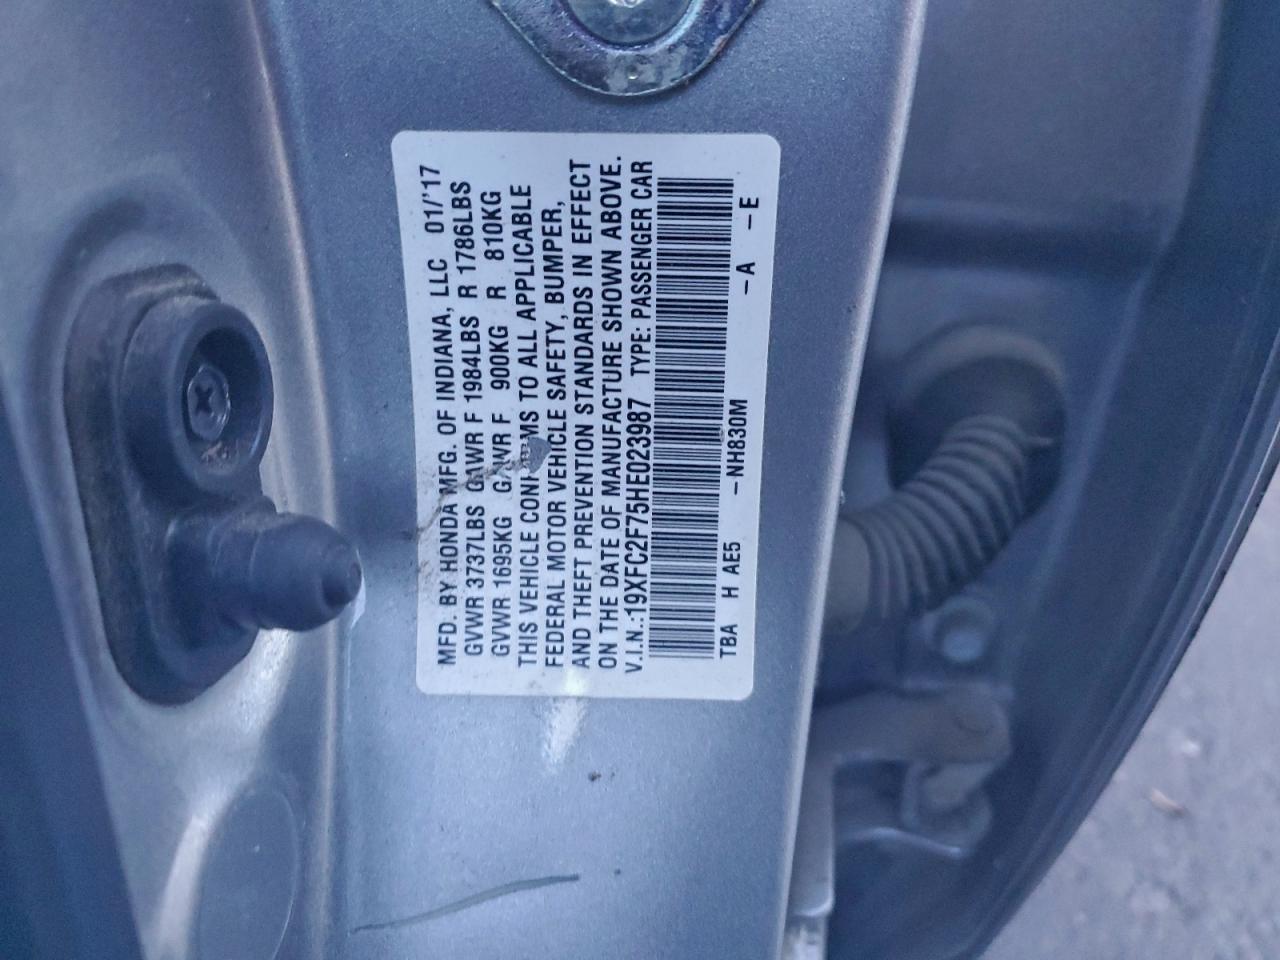 MFD. BY HONDA MFG. OF INDIANA, LLC 01/'17
GVWR 3737LBS GAWR F 1984LBS R 1786LBS
GVWR 1695KG GAWR F 900KG R 810KG
THIS VEHICLE CONFORMS TO ALL APPLICABLE
FEDERAL MOTOR VEHICLE SAFETY, BUMPER,
AND THEFT PREVENTION STANDARDS IN EFFECT
ON THE DATE OF MANUFACTURE SHOWN ABOVE.
V.I.N.:19XFC2F75HE023987 TYPE: PASSENGER CAR
TBA H AE5 -NH830M -A -E